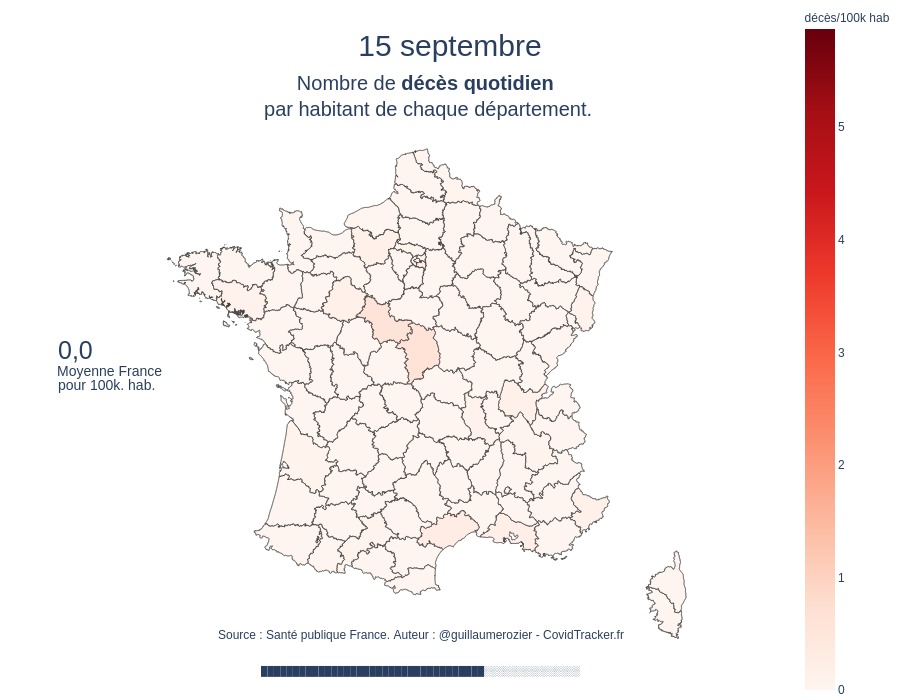 décès/100k hab
15 septembre
Nombre de décès quotidien
par habitant de chaque département.
5
4
3
2
1
0
0,0
Moyenne France
pour 100k. hab.
Source : Santé publique France. Auteur : @guillaumerozier - CovidTracker.fr